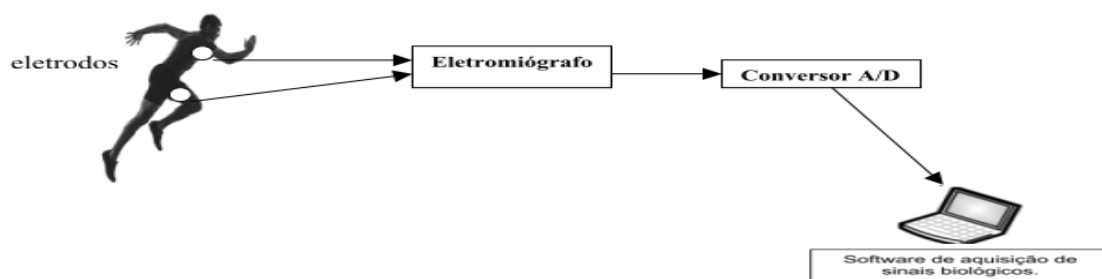 eletrodos
Eletromiógrafo
Conversor A/D
Software de aquisição de
sinais biológicos.